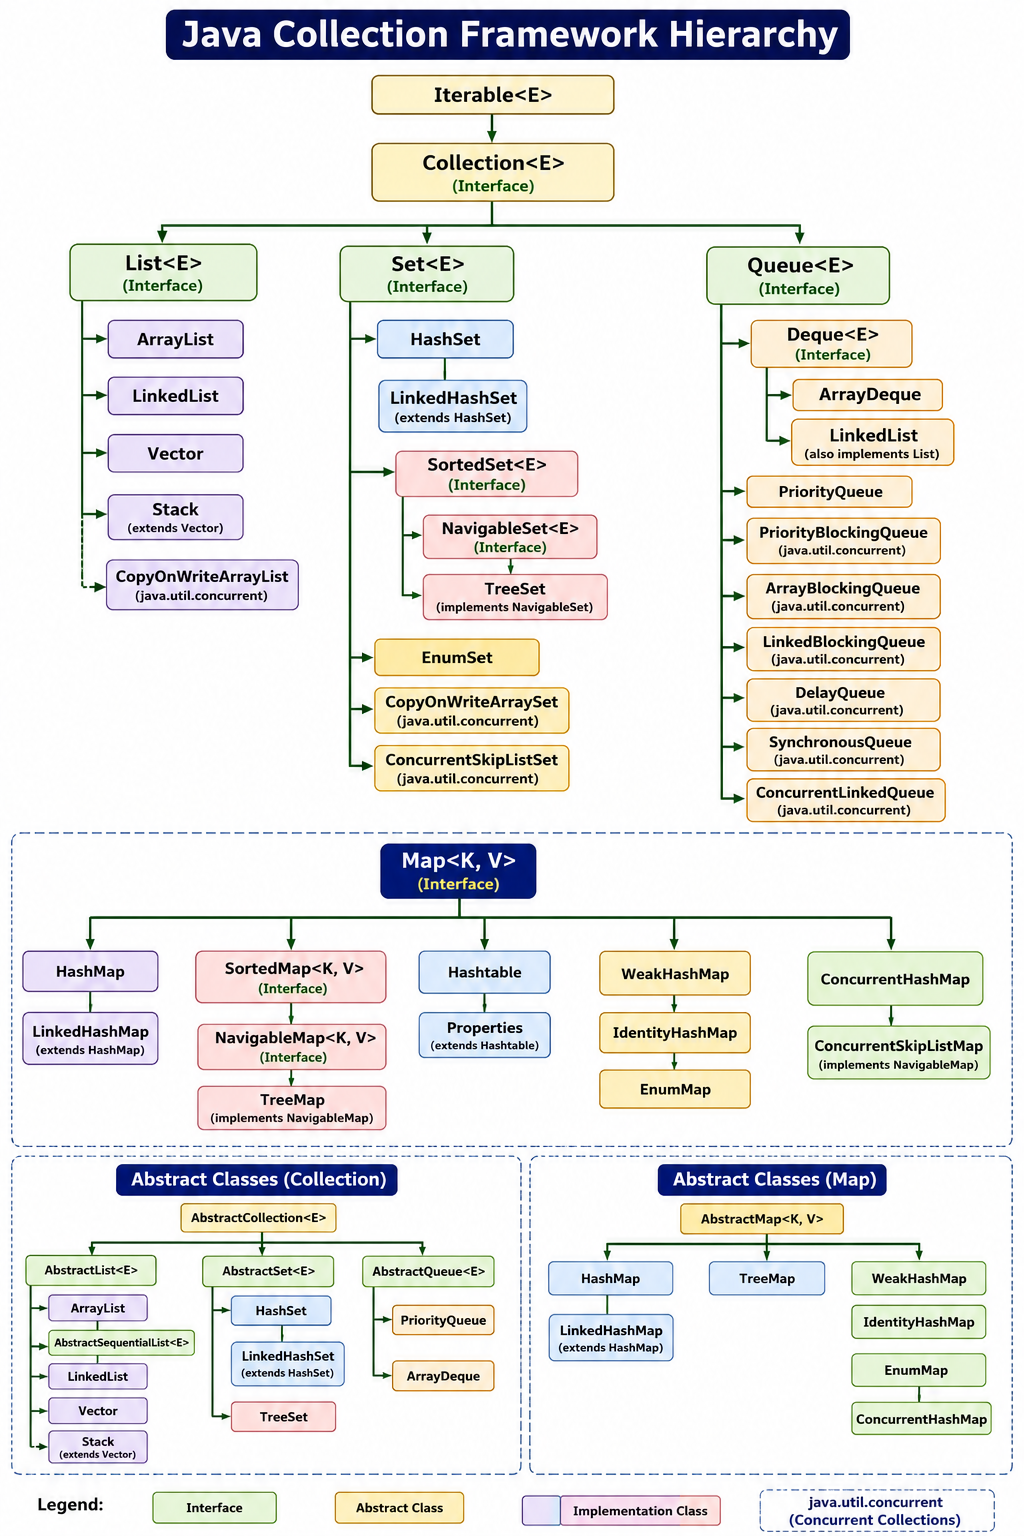 Java Collection Framework Hierarchy
Iterable<E>
Collection<E>
(Interface)
List<E>
(Interface)
ArrayList
LinkedList
Vector
Stack
(extends Vector)
CopyOnWriteArrayList
(java.util.concurrent)
Set<E>
(Interface)
HashSet
LinkedHashSet
(extends HashSet)
SortedSet<E>
(Interface)
NavigableSet<E>
(Interface)
TreeSet
(implements NavigableSet)
EnumSet
CopyOnWriteArraySet
(java.util.concurrent)
ConcurrentSkipListSet
(java.util.concurrent)
Queue<E>
(Interface)
Deque<E>
(Interface)
ArrayDeque
LinkedList
(also implements List)
PriorityQueue
PriorityBlockingQueue
(java.util.concurrent)
ArrayBlockingQueue
(java.util.concurrent)
LinkedBlockingQueue
(java.util.concurrent)
DelayQueue
(java.util.concurrent)
SynchronousQueue
(java.util.concurrent)
ConcurrentLinkedQueue
(java.util.concurrent)
Map<K, V>
(Interface)
HashMap
LinkedHashMap
(extends HashMap)
SortedMap<K, V>
(Interface)
NavigableMap<K, V>
(Interface)
TreeMap
(implements NavigableMap)
Hashtable
Properties
(extends Hashtable)
WeakHashMap
IdentityHashMap
EnumMap
ConcurrentHashMap
ConcurrentSkipListMap
(implements NavigableMap)
Abstract Classes (Collection)
AbstractCollection<E>
AbstractList<E>
ArrayList
AbstractSequentialList<E>
LinkedList
Vector
Stack
(extends Vector)
AbstractSet<E>
HashSet
LinkedHashSet
(extends HashSet)
TreeSet
AbstractQueue<E>
PriorityQueue
ArrayDeque
Abstract Classes (Map)
AbstractMap<K, V>
HashMap
LinkedHashMap
(extends HashMap)
TreeMap
WeakHashMap
IdentityHashMap
EnumMap
ConcurrentHashMap
Legend:
Interface
Abstract Class
Implementation Class
java.util.concurrent
(Concurrent Collections)